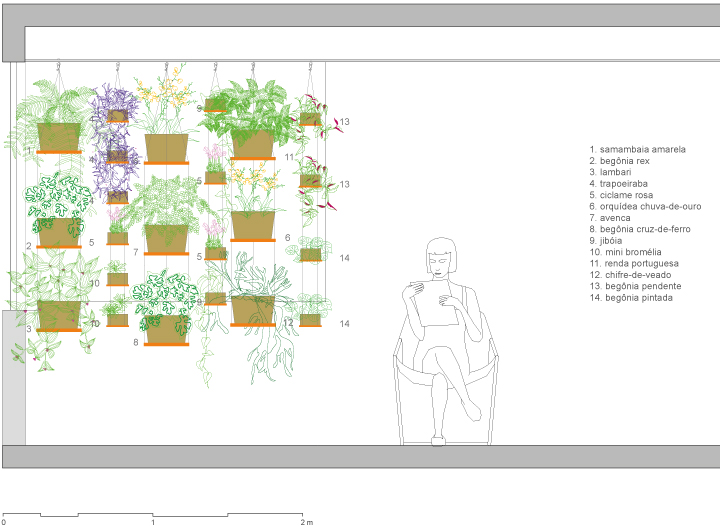 9
13
1
4
11
13
5
4
2
5
7
6
5
14
10
3
10
8
9
12
14
1. samambaia amarela
2. begônia rex
3. lambari
4. trapoeiraba
5. ciclame rosa
6. orquídea chuva-de-ouro
7. avenca
8. begônia cruz-de-ferro
9. jibóia
10. mini bromélia
11. renda portuguesa
12. chifre-de-veado
13. begônia pendente
14. begônia pintada
0 1 2 m